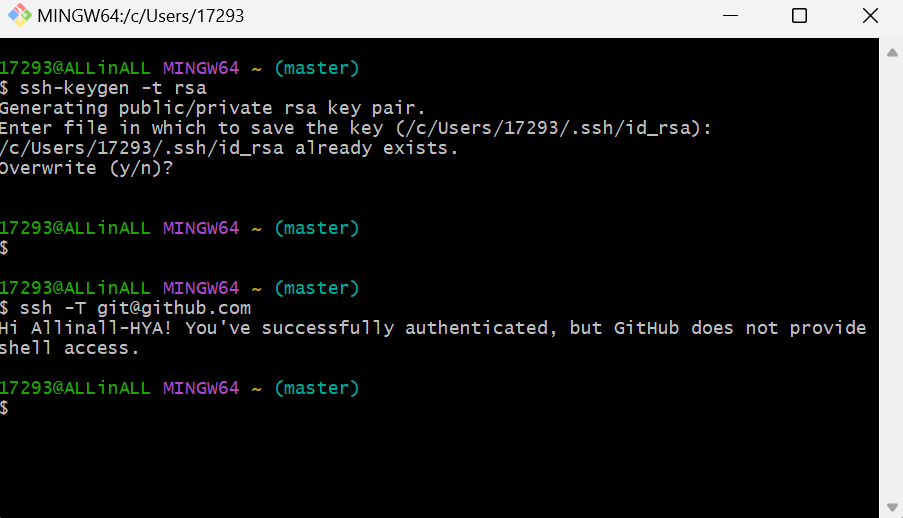 MINGW64:/c/Users/17293
17293@ALLinALL MINGW64 ~ (master)
$ ssh-keygen -t rsa
Generating public/private rsa key pair.
Enter file in which to save the key (/c/Users/17293/.ssh/id_rsa):
/c/Users/17293/.ssh/id_rsa already exists.
Overwrite (y/n)?
17293@ALLinALL MINGW64 ~ (master)
$
17293@ALLinALL MINGW64 ~ (master)
$ ssh -T git@github.com
Hi Allinall-HYA! You've successfully authenticated, but GitHub does not provide
shell access.
17293@ALLinALL MINGW64 ~ (master)
$